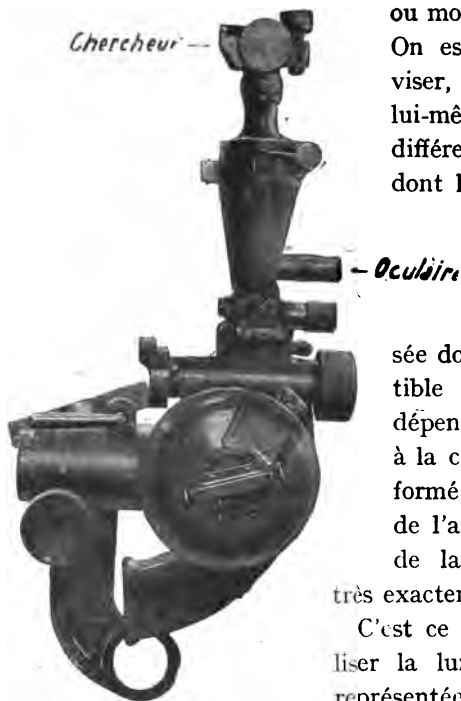 ou mo
Chercheur
On es
viser,
lui-mê
différe
dont l
Oculaire
sée do
tible
dépen
à la c
formé
de l'a
de la
très exacter
C'est ce
liser la lu
représentée